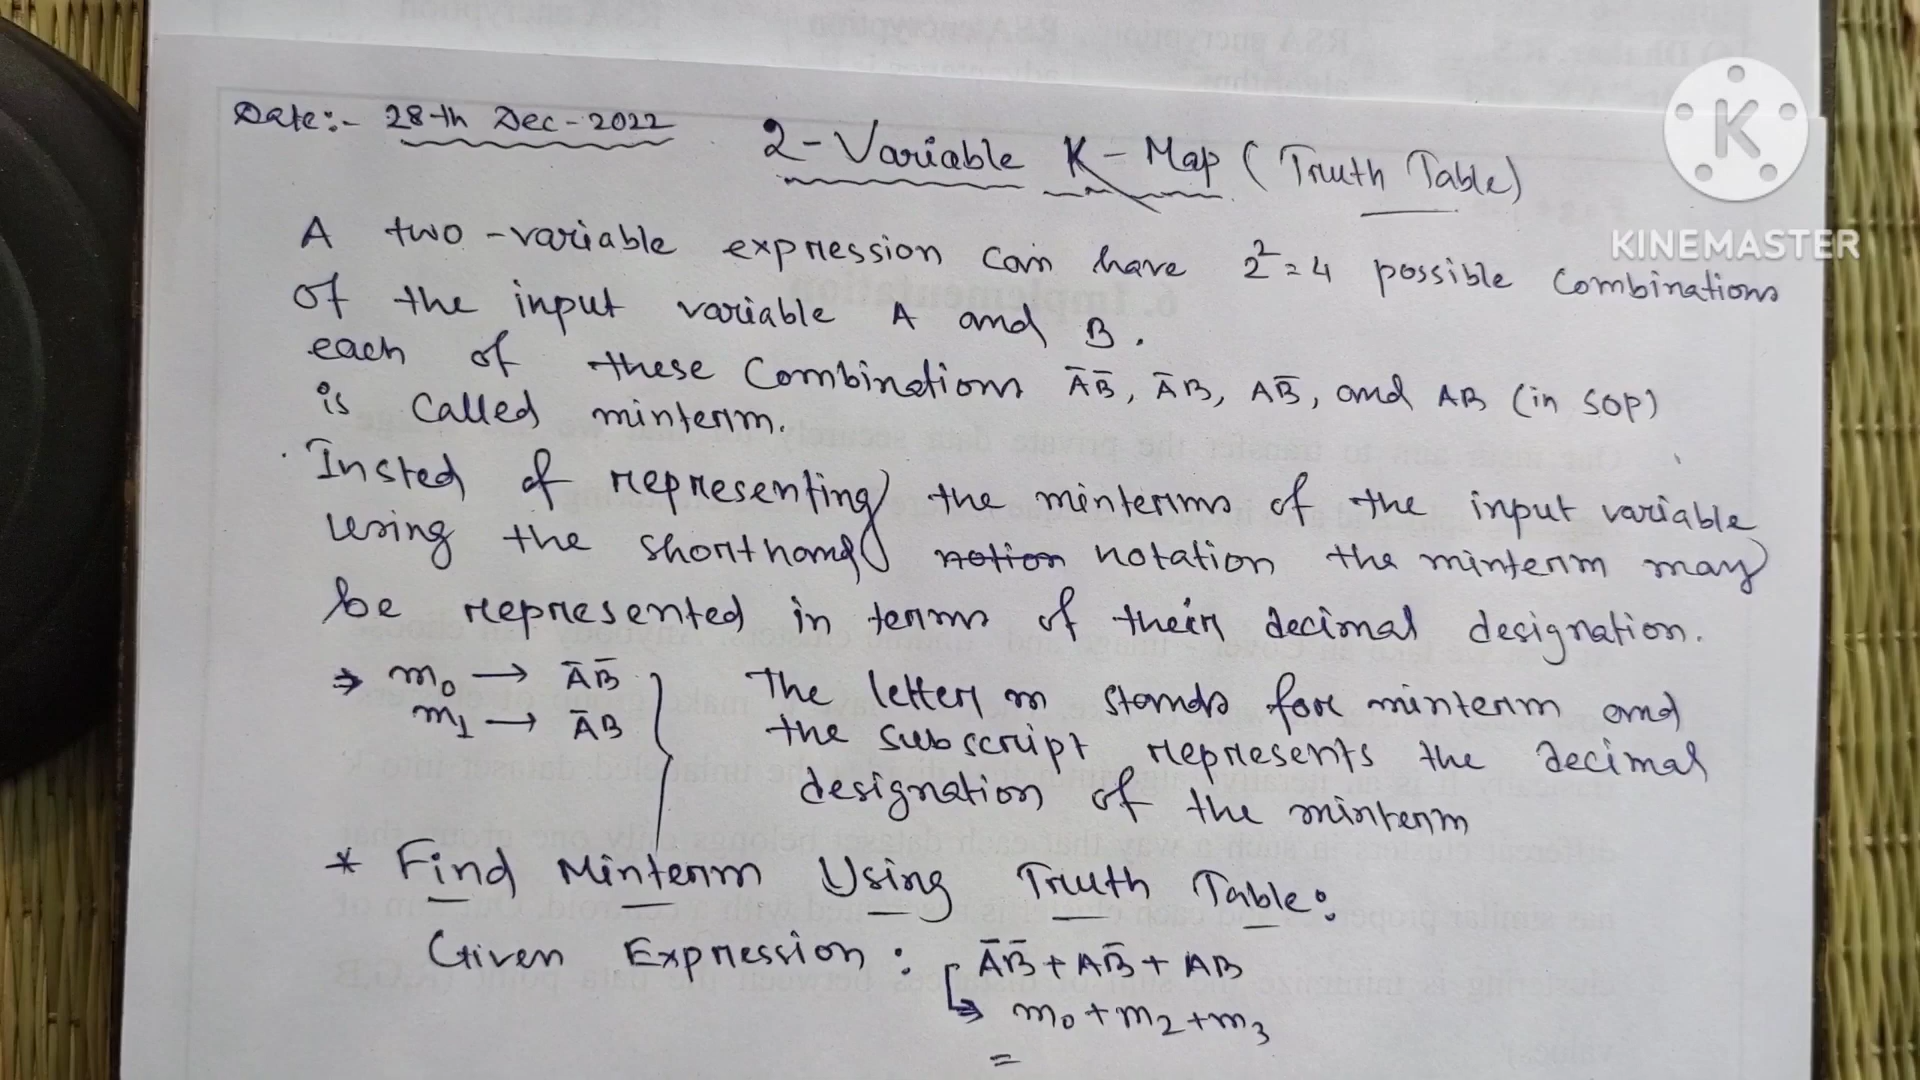 Date:- 28-th Dec-2022
2-Variable K-Map (Truth Table)
K
KINEMASTER
A two-variable expression can have 2²=4 possible combinations
of the input variable A and B.
each of these Combinations A̅B̅, A̅B, AB̅, and AB (in SOP)
is called minterm.
Insted of representing the minterms of the input variable
using the shorthand notion notation the minterm may
be represented in terms of their decimal designation.
⇒ m₀ → A̅B̅
m₁ → A̅B
The letter m stands for minterm and
the subscript represents the decimal
designation of the minterm
* Find Minterm Using Truth Table:
Given Expression : A̅B̅ + AB̅ + AB
↳ m₀ + m₂ + m₃
=